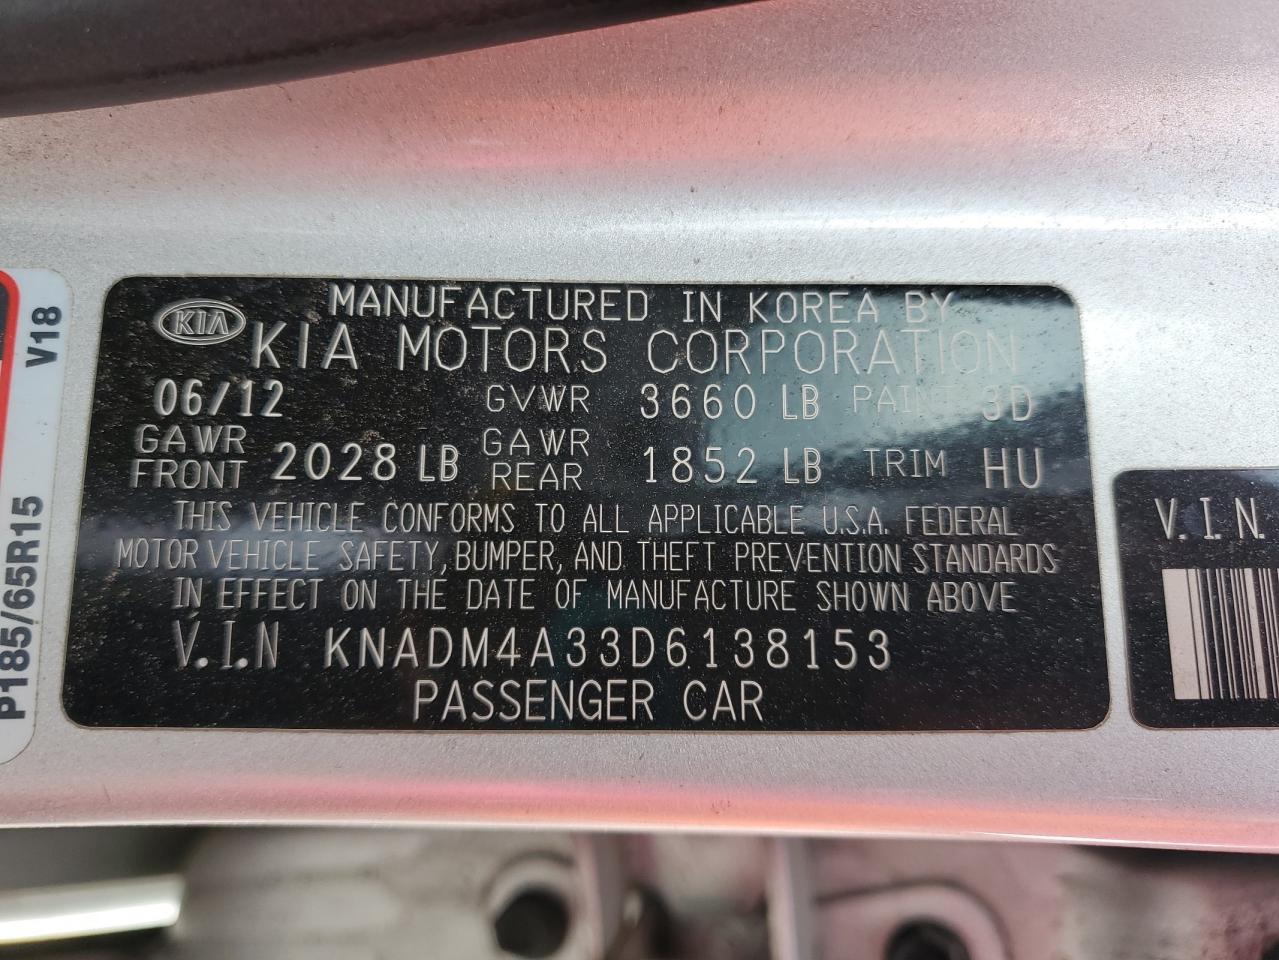 KIA
MANUFACTURED IN KOREA BY
KIA MOTORS CORPORATION
06/12 GVWR 3660 LB PAINT 3D
GAWR FRONT 2028 LB GAWR REAR 1852 LB TRIM HU
THIS VEHICLE CONFORMS TO ALL APPLICABLE U.S.A. FEDERAL
MOTOR VEHICLE SAFETY, BUMPER, AND THEFT PREVENTION STANDARDS
IN EFFECT ON THE DATE OF MANUFACTURE SHOWN ABOVE
V.I.N KNADM4A33D6138153
PASSENGER CAR
V18
P185/65R15
V.I.N.